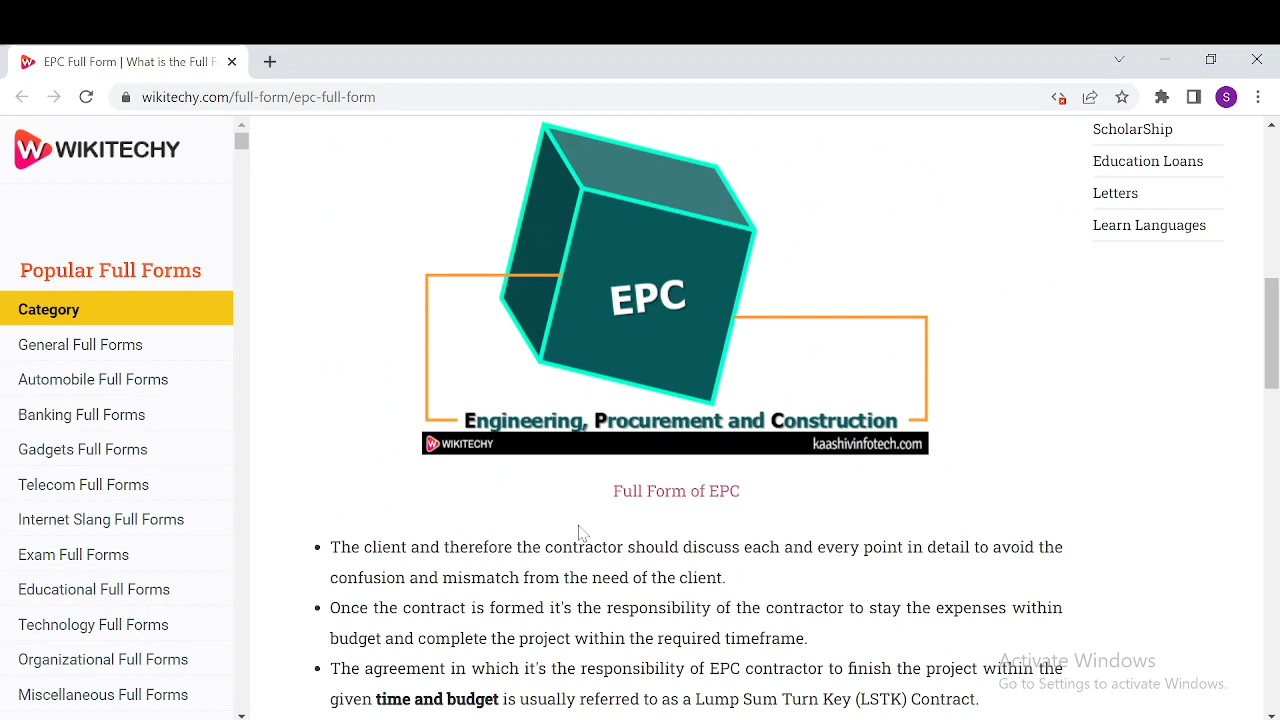 EPC Full Form | What is the Full F
wikitechy.com/full-form/epc-full-form
S
WIKITECHY
Popular Full Forms
Category
General Full Forms
Automobile Full Forms
Banking Full Forms
Gadgets Full Forms
Telecom Full Forms
Internet Slang Full Forms
Exam Full Forms
Educational Full Forms
Technology Full Forms
Organizational Full Forms
Miscellaneous Full Forms
EPC
Engineering, Procurement and Construction
WIKITECHY kaashivinfotech.com
Full Form of EPC
The client and therefore the contractor should discuss each and every point in detail to avoid the
confusion and mismatch from the need of the client.
Once the contract is formed it's the responsibility of the contractor to stay the expenses within
budget and complete the project within the required timeframe.
The agreement in which it's the responsibility of EPC contractor to finish the project within the
given time and budget is usually referred to as a Lump Sum Turn Key (LSTK) Contract.
ScholarShip
Education Loans
Letters
Learn Languages
Activate Windows
Go to Settings to activate Windows.